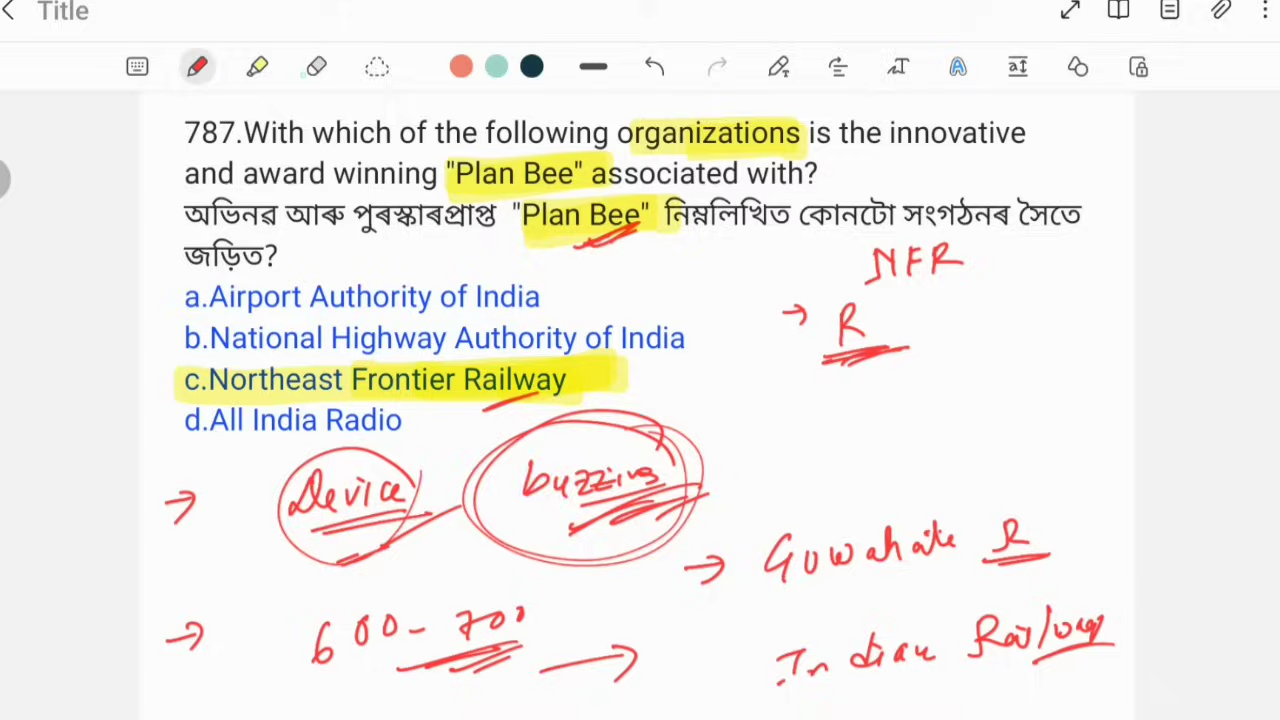 Title
787.With which of the following organizations is the innovative
and award winning "Plan Bee" associated with?
অভিনৱ আৰু পুৰস্কাৰপ্ৰাপ্ত "Plan Bee" নিম্নলিখিত কোনটো সংগঠনৰ সৈতে
জড়িত?
NFR
a.Airport Authority of India
→ R
b.National Highway Authority of India
c.Northeast Frontier Railway
d.All India Radio
→ Device buzzing
→ Guwahati R
→ 600-700 →
Indian Railway